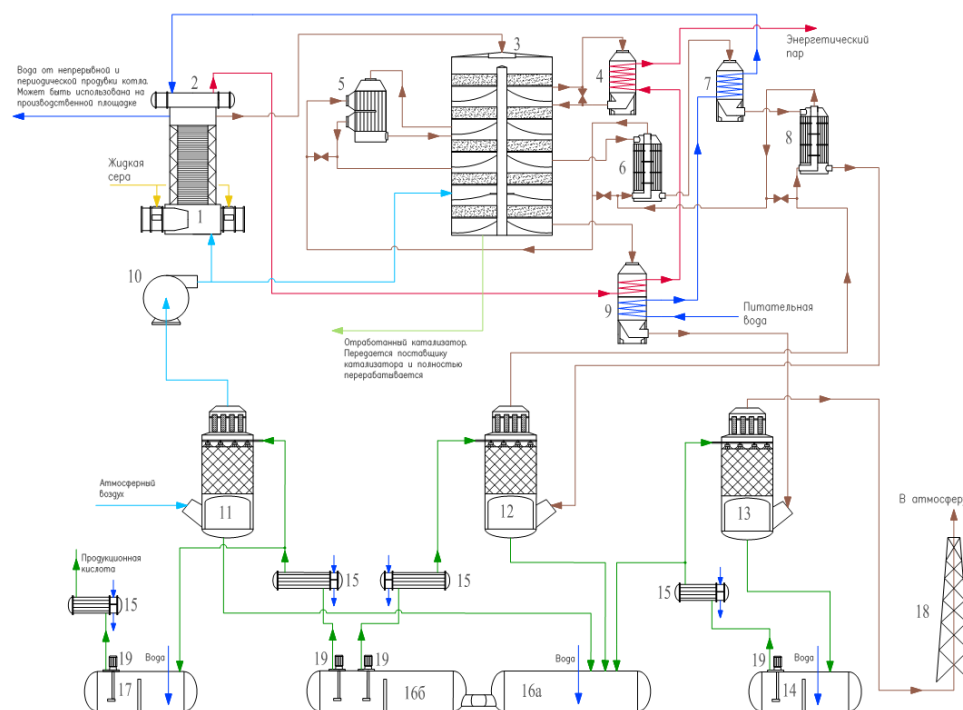 Энергетический
пар
Вода от непрерывной и
периодической продувки котла.
Может быть использована на
производственной площадке
2
3
4
5
7
8
6
Жидкая
сера
1
10
9
Питательная
вода
Отработанный катализатор.
Передается поставщику
катализатора и полностью
перерабатывается
Атмосферный
воздух
11
12
13
В атмосфер
Продукционная
кислота
15
15
15
15
18
19
19
19
19
Вода
Вода
Вода
17
16б
16а
14